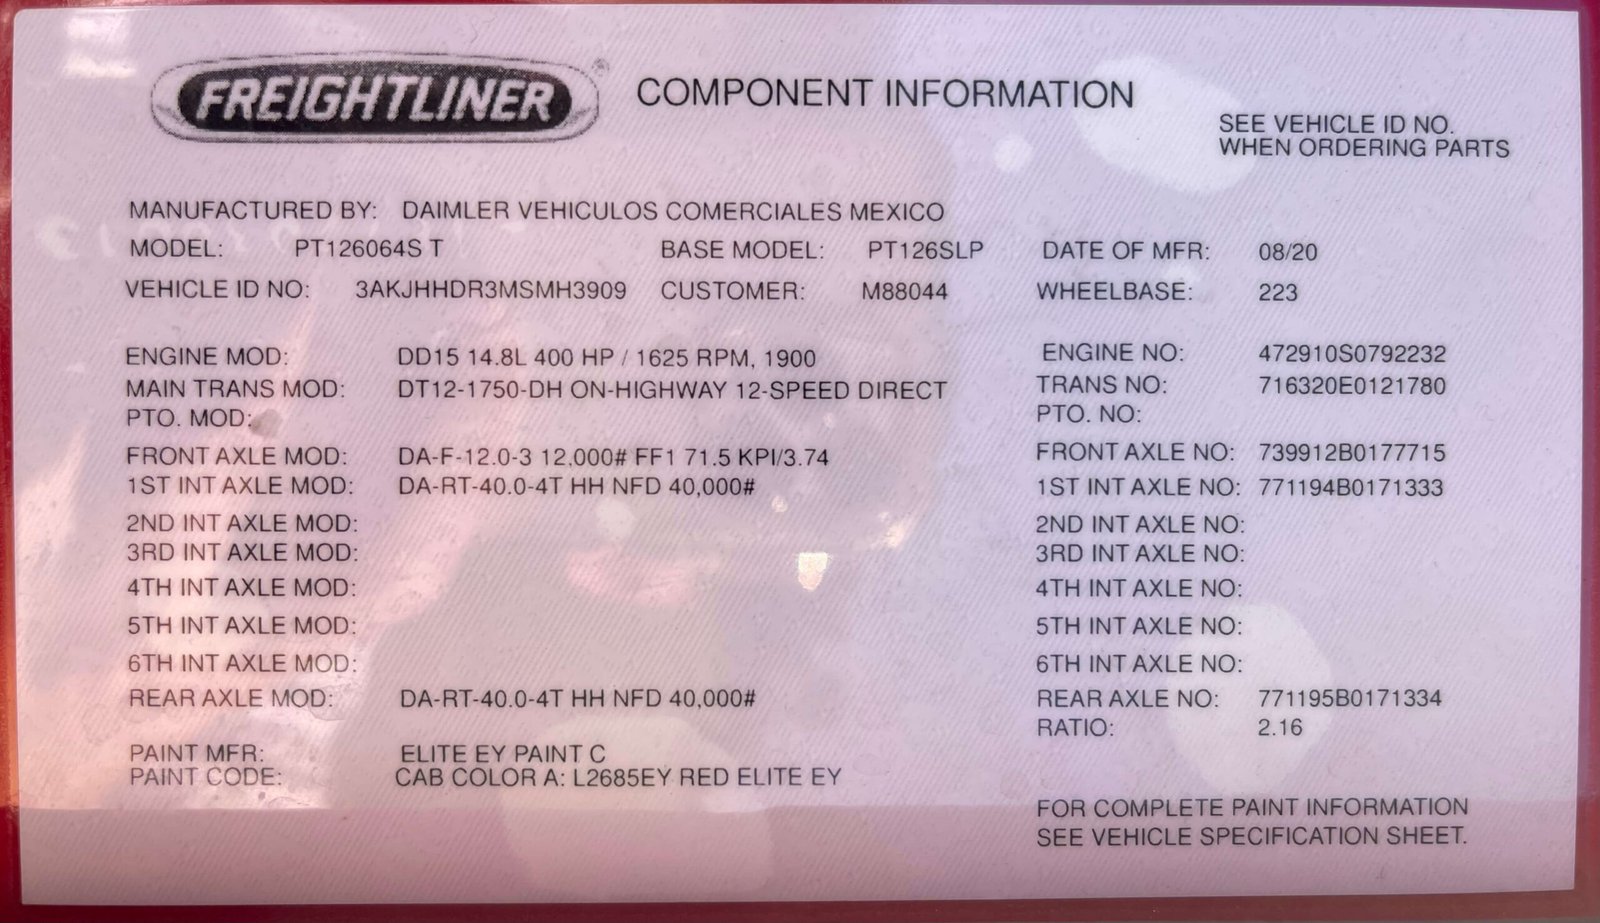 FREIGHTLINER ® COMPONENT INFORMATION
SEE VEHICLE ID NO.
WHEN ORDERING PARTS
MANUFACTURED BY: DAIMLER VEHICULOS COMERCIALES MEXICO
MODEL: PT126064S T BASE MODEL: PT126SLP DATE OF MFR: 08/20
VEHICLE ID NO: 3AKJHHDR3MSMH3909 CUSTOMER: M88044 WHEELBASE: 223
ENGINE MOD: DD15 14.8L 400 HP / 1625 RPM, 1900 ENGINE NO: 472910S0792232
MAIN TRANS MOD: DT12-1750-DH ON-HIGHWAY 12-SPEED DIRECT TRANS NO: 716320E0121780
PTO. MOD: PTO. NO:
FRONT AXLE MOD: DA-F-12.0-3 12,000# FF1 71.5 KPI/3.74 FRONT AXLE NO: 739912B0177715
1ST INT AXLE MOD: DA-RT-40.0-4T HH NFD 40,000# 1ST INT AXLE NO: 771194B0171333
2ND INT AXLE MOD: 2ND INT AXLE NO:
3RD INT AXLE MOD: 3RD INT AXLE NO:
4TH INT AXLE MOD: 4TH INT AXLE NO:
5TH INT AXLE MOD: 5TH INT AXLE NO:
6TH INT AXLE MOD: 6TH INT AXLE NO:
REAR AXLE MOD: DA-RT-40.0-4T HH NFD 40,000# REAR AXLE NO: 771195B0171334
RATIO: 2.16
PAINT MFR: ELITE EY PAINT C
PAINT CODE: CAB COLOR A: L2685EY RED ELITE EY
FOR COMPLETE PAINT INFORMATION
SEE VEHICLE SPECIFICATION SHEET.